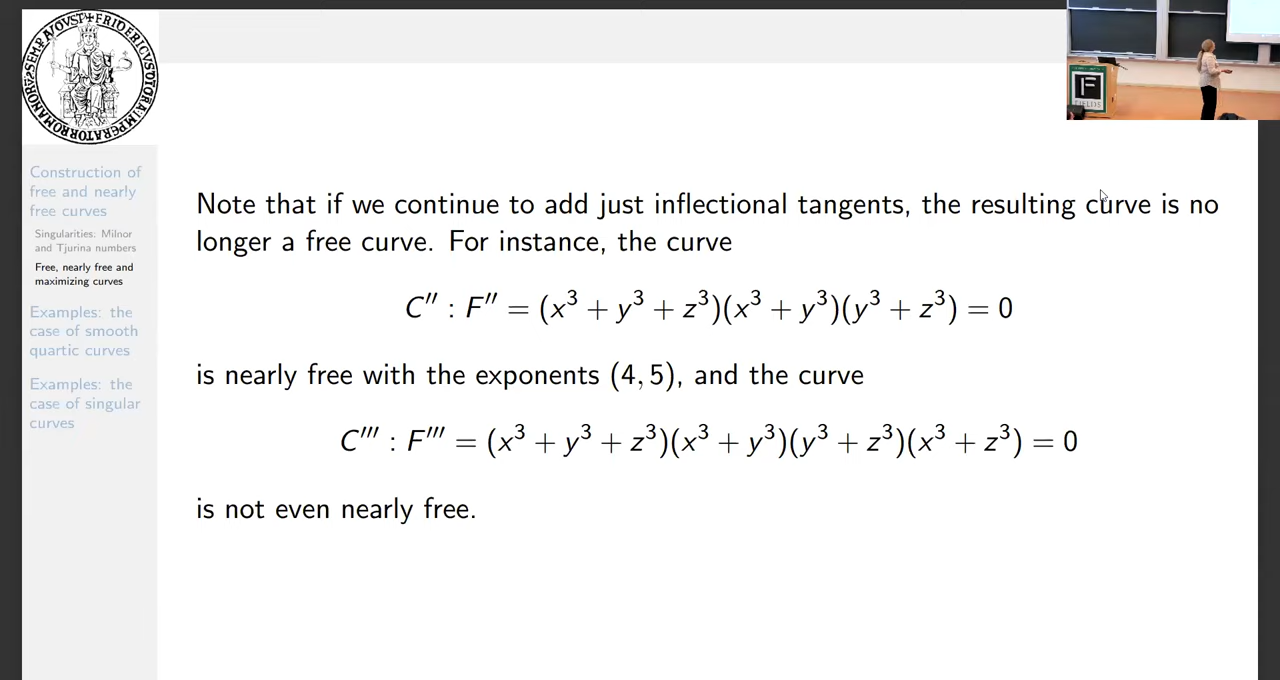 Construction of
free and nearly
free curves
Singularities: Milnor
and Tjurina numbers
Free, nearly free and
maximizing curves
Examples: the
case of smooth
quartic curves
Examples: the
case of singular
curves
Note that if we continue to add just inflectional tangents, the resulting curve is no
longer a free curve. For instance, the curve
C″ : F″ = (x³ + y³ + z³)(x³ + y³)(y³ + z³) = 0
is nearly free with the exponents (4, 5), and the curve
C‴ : F‴ = (x³ + y³ + z³)(x³ + y³)(y³ + z³)(x³ + z³) = 0
is not even nearly free.
F
FIELDS